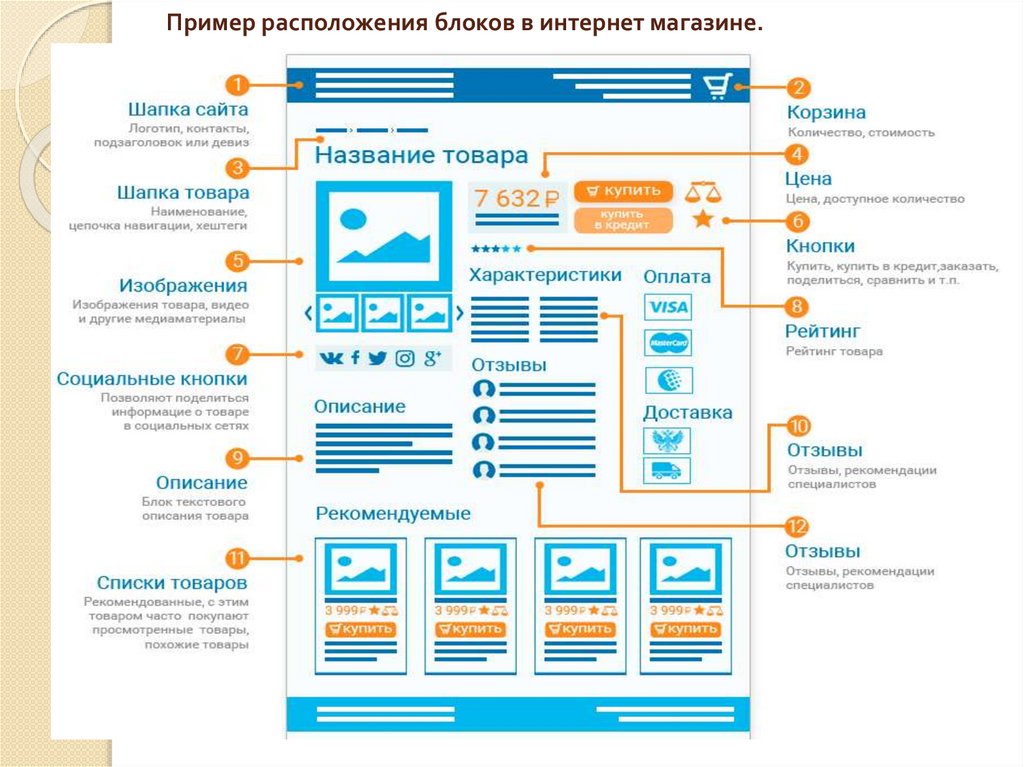 Пример расположения блоков в интернет магазине.
1
Шапка сайта
Логотип, контакты,
подзаголовок или девиз
3
Шапка товара
Наименование,
цепочка навигации, хештеги
5
Изображения
Изображения товара, видео
и другие медиаматериалы
7
Социальные кнопки
Позволяют поделиться
информацие о товаре
в социальных сетях
9
Описание
Блок текстового
описания товара
11
Списки товаров
Рекомендованные, с этим
товаром часто покупают
просмотренные товары,
похожие товары
Название товара
7 632 ₽
купить
купить
в кредит
Характеристики
Оплата
VISA
MasterCard
Отзывы
Описание
Доставка
Рекомендуемые
3 999₽
купить
3 999₽
купить
3 999₽
купить
3 999₽
купить
2
Корзина
Количество, стоимость
4
Цена
Цена, доступное количество
6
Кнопки
Купить, купить в кредит,заказать,
поделиться, сравнить и т.п.
8
Рейтинг
Рейтинг товара
10
Отзывы
Отзывы, рекомендации
специалистов
12
Отзывы
Отзывы, рекомендации
специалистов